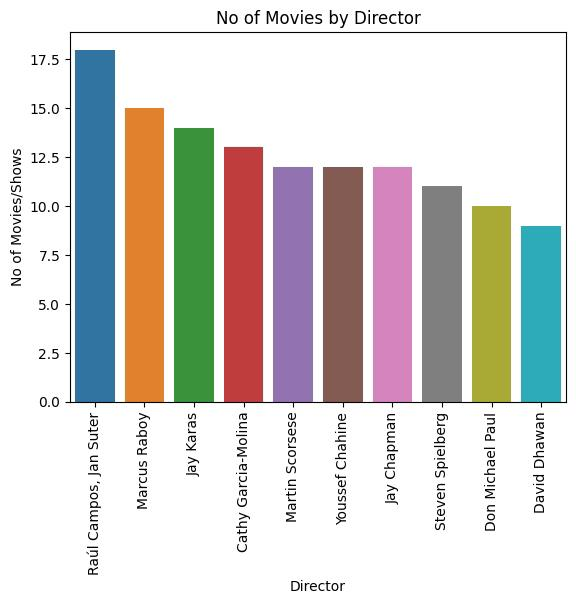 No of Movies by Director
No of Movies/Shows
17.5
15.0
12.5
10.0
7.5
5.0
2.5
0.0
Raúl Campos, Jan Suter
Marcus Raboy
Jay Karas
Cathy Garcia-Molina
Martin Scorsese
Youssef Chahine
Jay Chapman
Steven Spielberg
Don Michael Paul
David Dhawan
Director